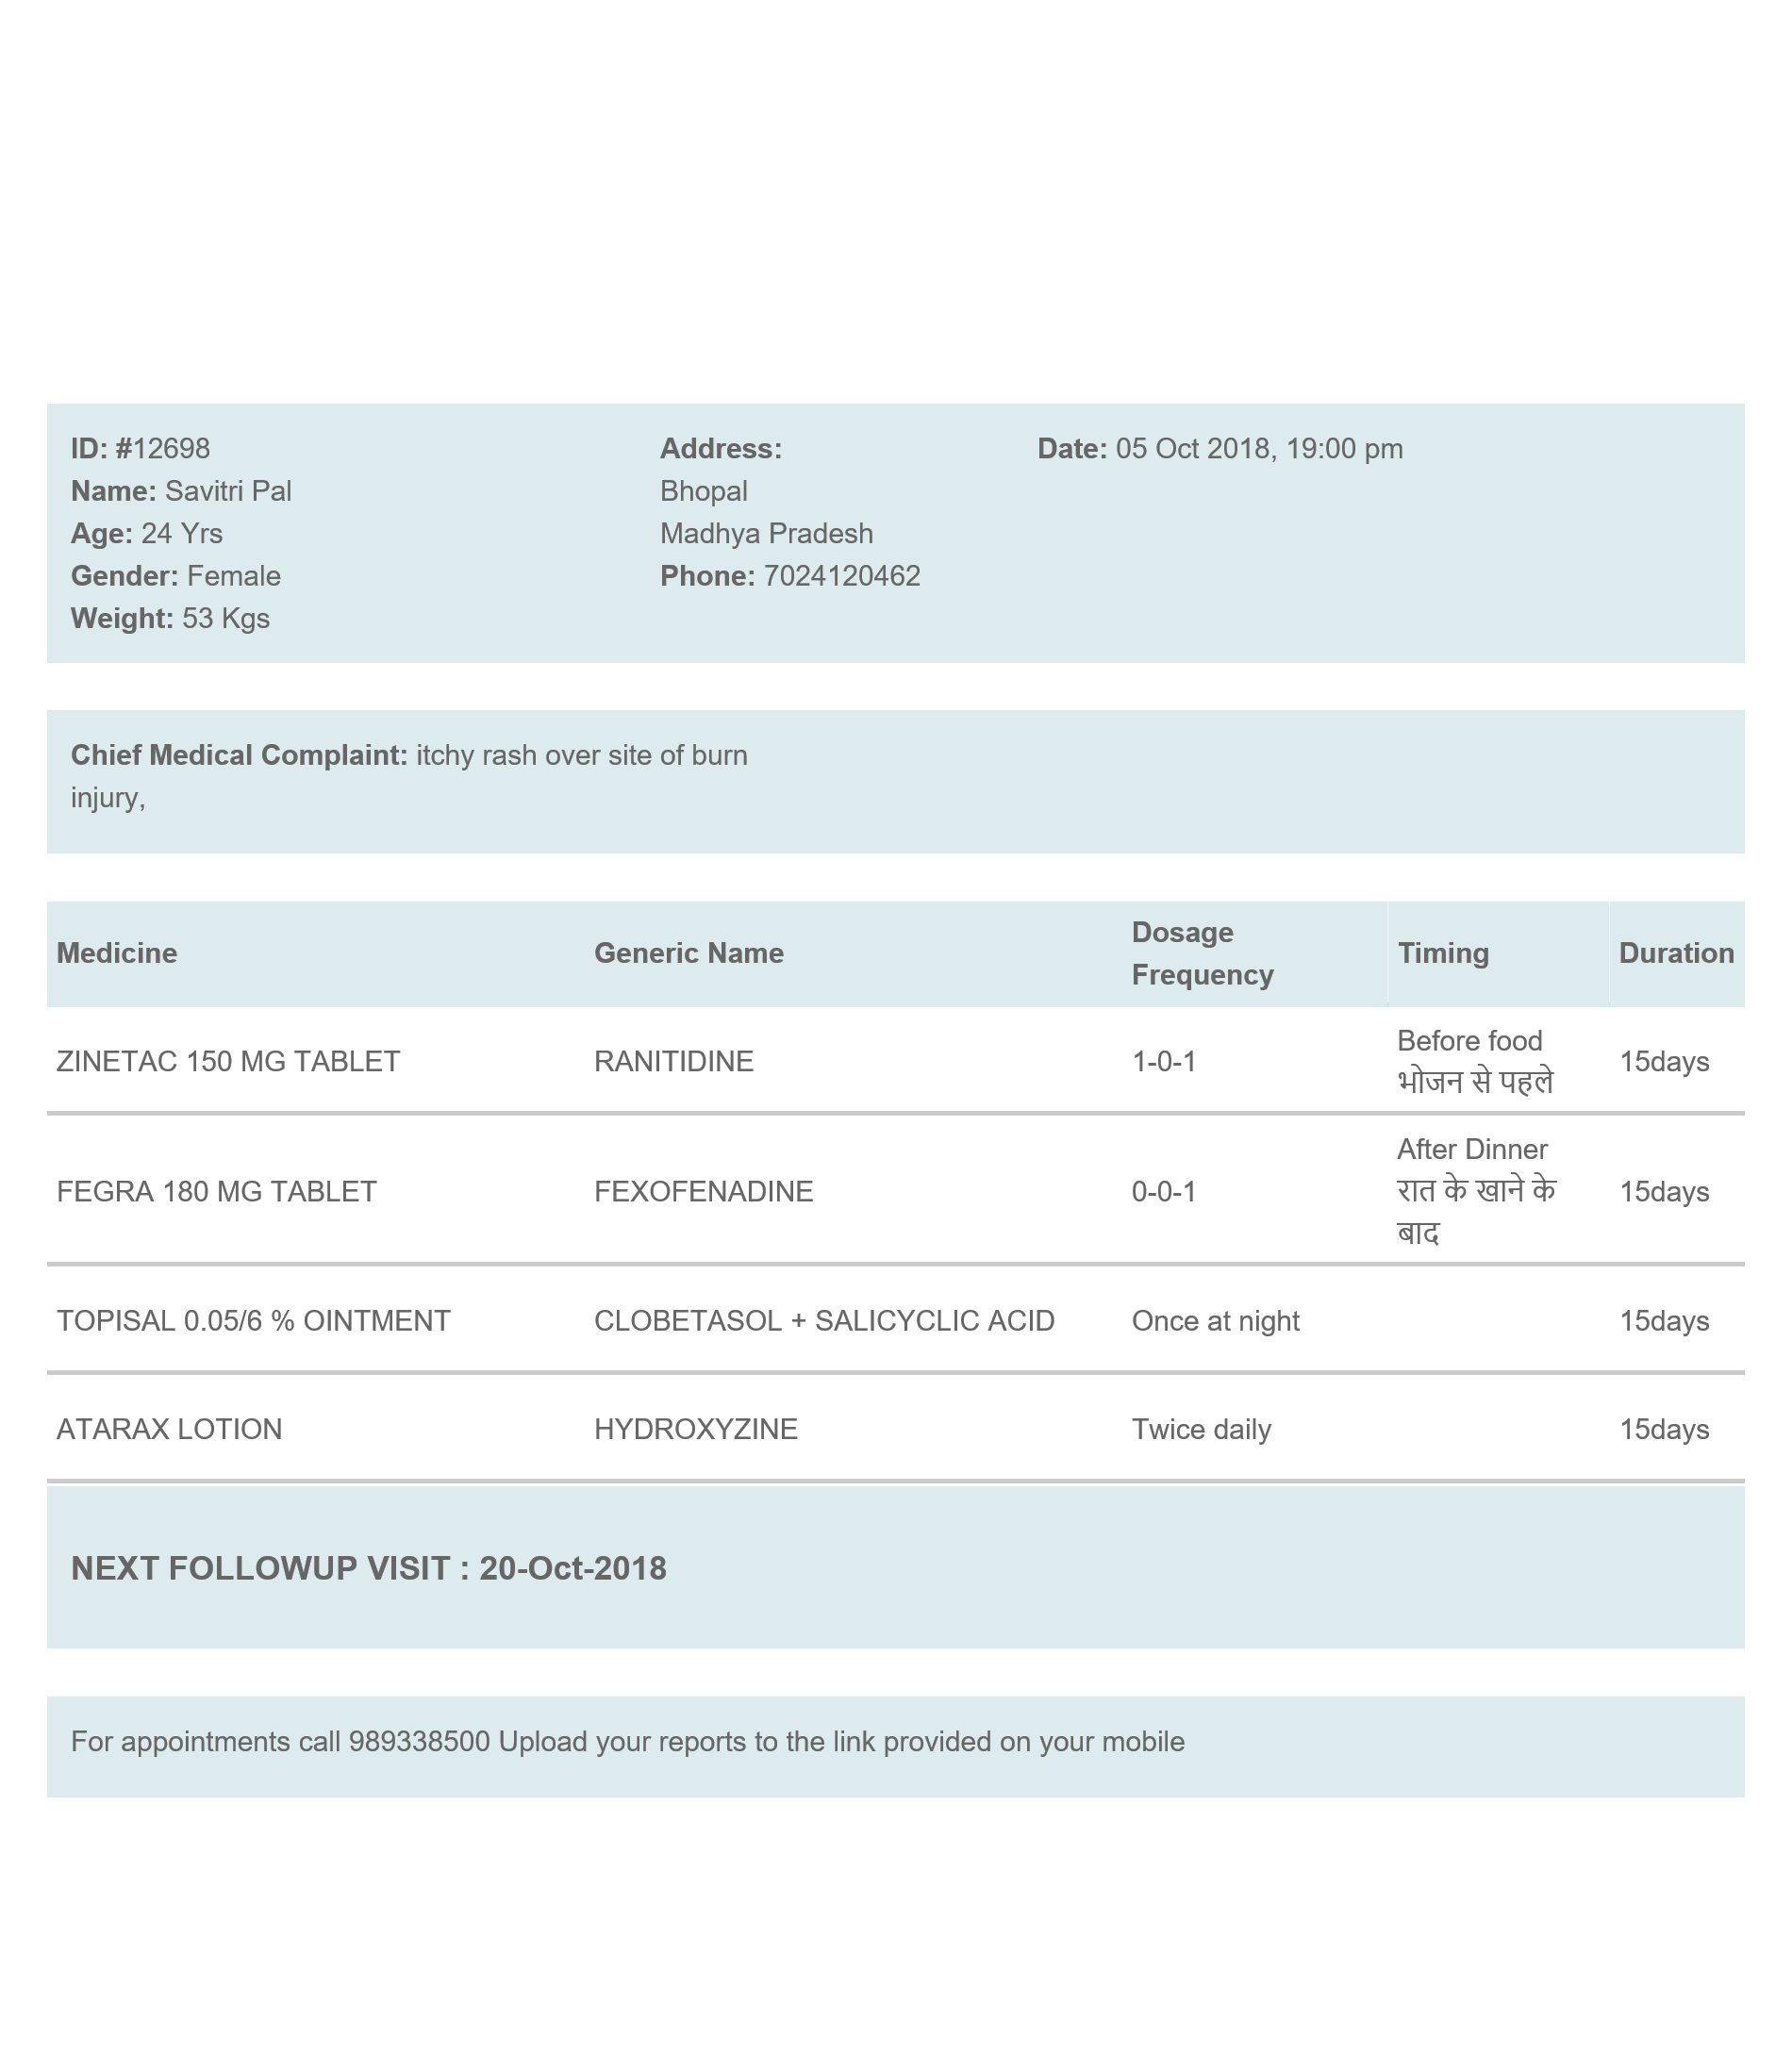 ID: #12698
Name: Savitri Pal
Age: 24 Yrs
Gender: Female
Weight: 53 Kgs
Address:
Bhopal
Madhya Pradesh
Phone: 7024120462
Date: 05 Oct 2018, 19:00 pm
Chief Medical Complaint: itchy rash over site of burn
injury,
Medicine Generic Name Dosage Frequency Timing Duration
ZINETAC 150 MG TABLET RANITIDINE 1-0-1 Before food भोजन से पहले 15days
FEGRA 180 MG TABLET FEXOFENADINE 0-0-1 After Dinner रात के खाने के बाद 15days
TOPISAL 0.05/6 % OINTMENT CLOBETASOL + SALICYCLIC ACID Once at night 15days
ATARAX LOTION HYDROXYZINE Twice daily 15days
NEXT FOLLOWUP VISIT : 20-Oct-2018
For appointments call 989338500 Upload your reports to the link provided on your mobile